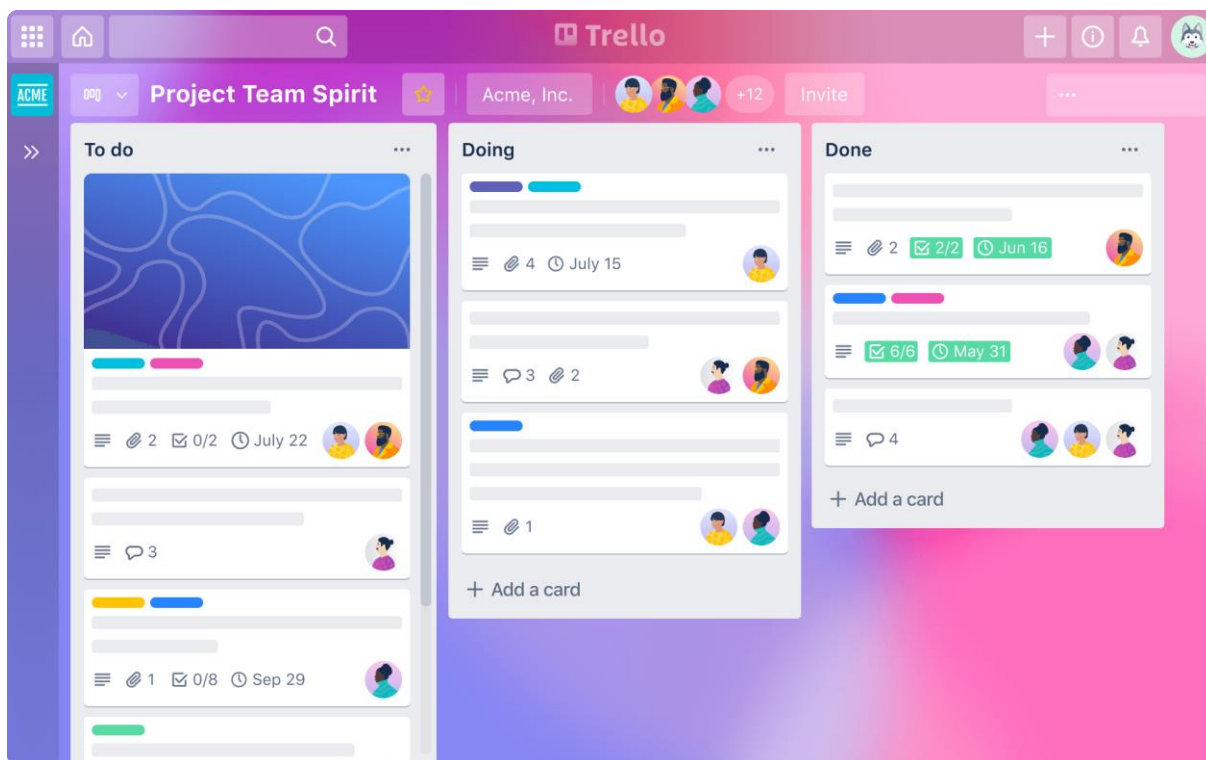 Trello
ACME
Project Team Spirit
Acme, Inc.
+12
Invite
To do
2 0/2 July 22
3
1 0/8 Sep 29
Doing
4 July 15
3 2
1
+ Add a card
Done
2 2/2 Jun 16
6/6 May 31
4
+ Add a card